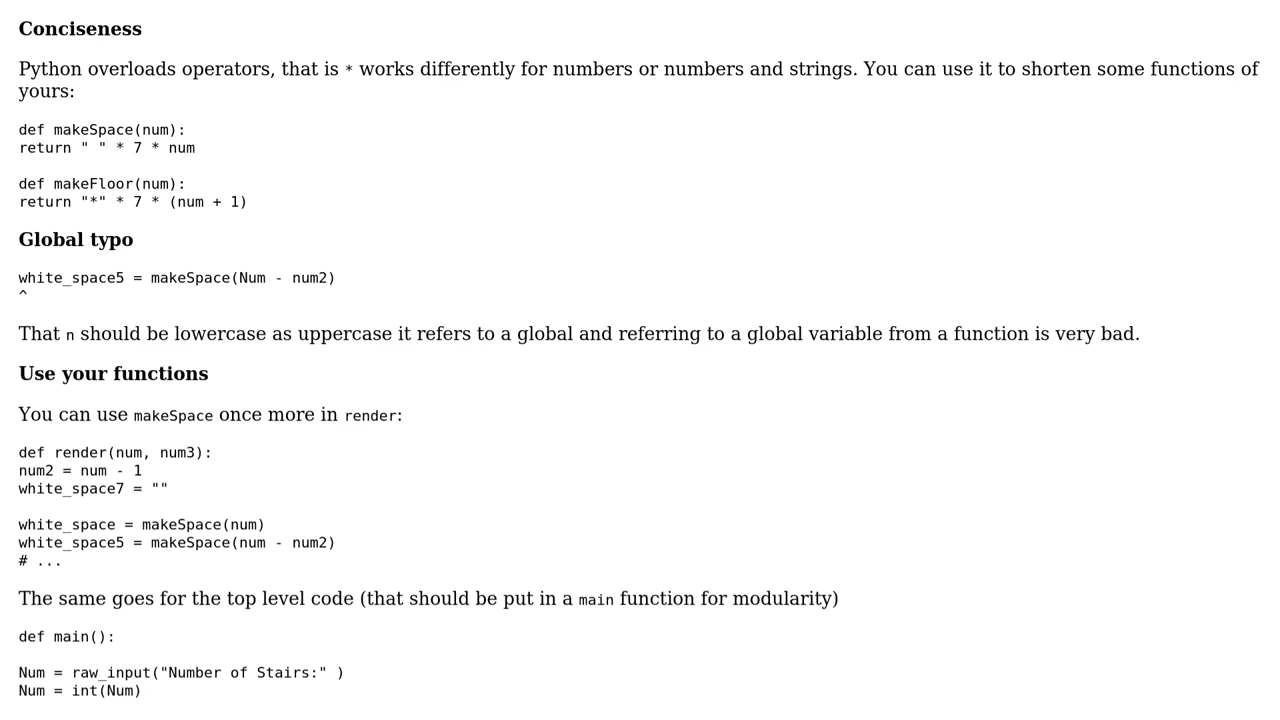 Conciseness
Python overloads operators, that is * works differently for numbers or numbers and strings. You can use it to shorten some functions of
yours:
def makeSpace(num):
return " " * 7 * num
def makeFloor(num):
return "*" * 7 * (num + 1)
Global typo
white_space5 = makeSpace(Num - num2)
^
That n should be lowercase as uppercase it refers to a global and referring to a global variable from a function is very bad.
Use your functions
You can use makeSpace once more in render:
def render(num, num3):
num2 = num - 1
white_space7 = ""
white_space = makeSpace(num)
white_space5 = makeSpace(num - num2)
# ...
The same goes for the top level code (that should be put in a main function for modularity)
def main():
Num = raw_input("Number of Stairs:" )
Num = int(Num)